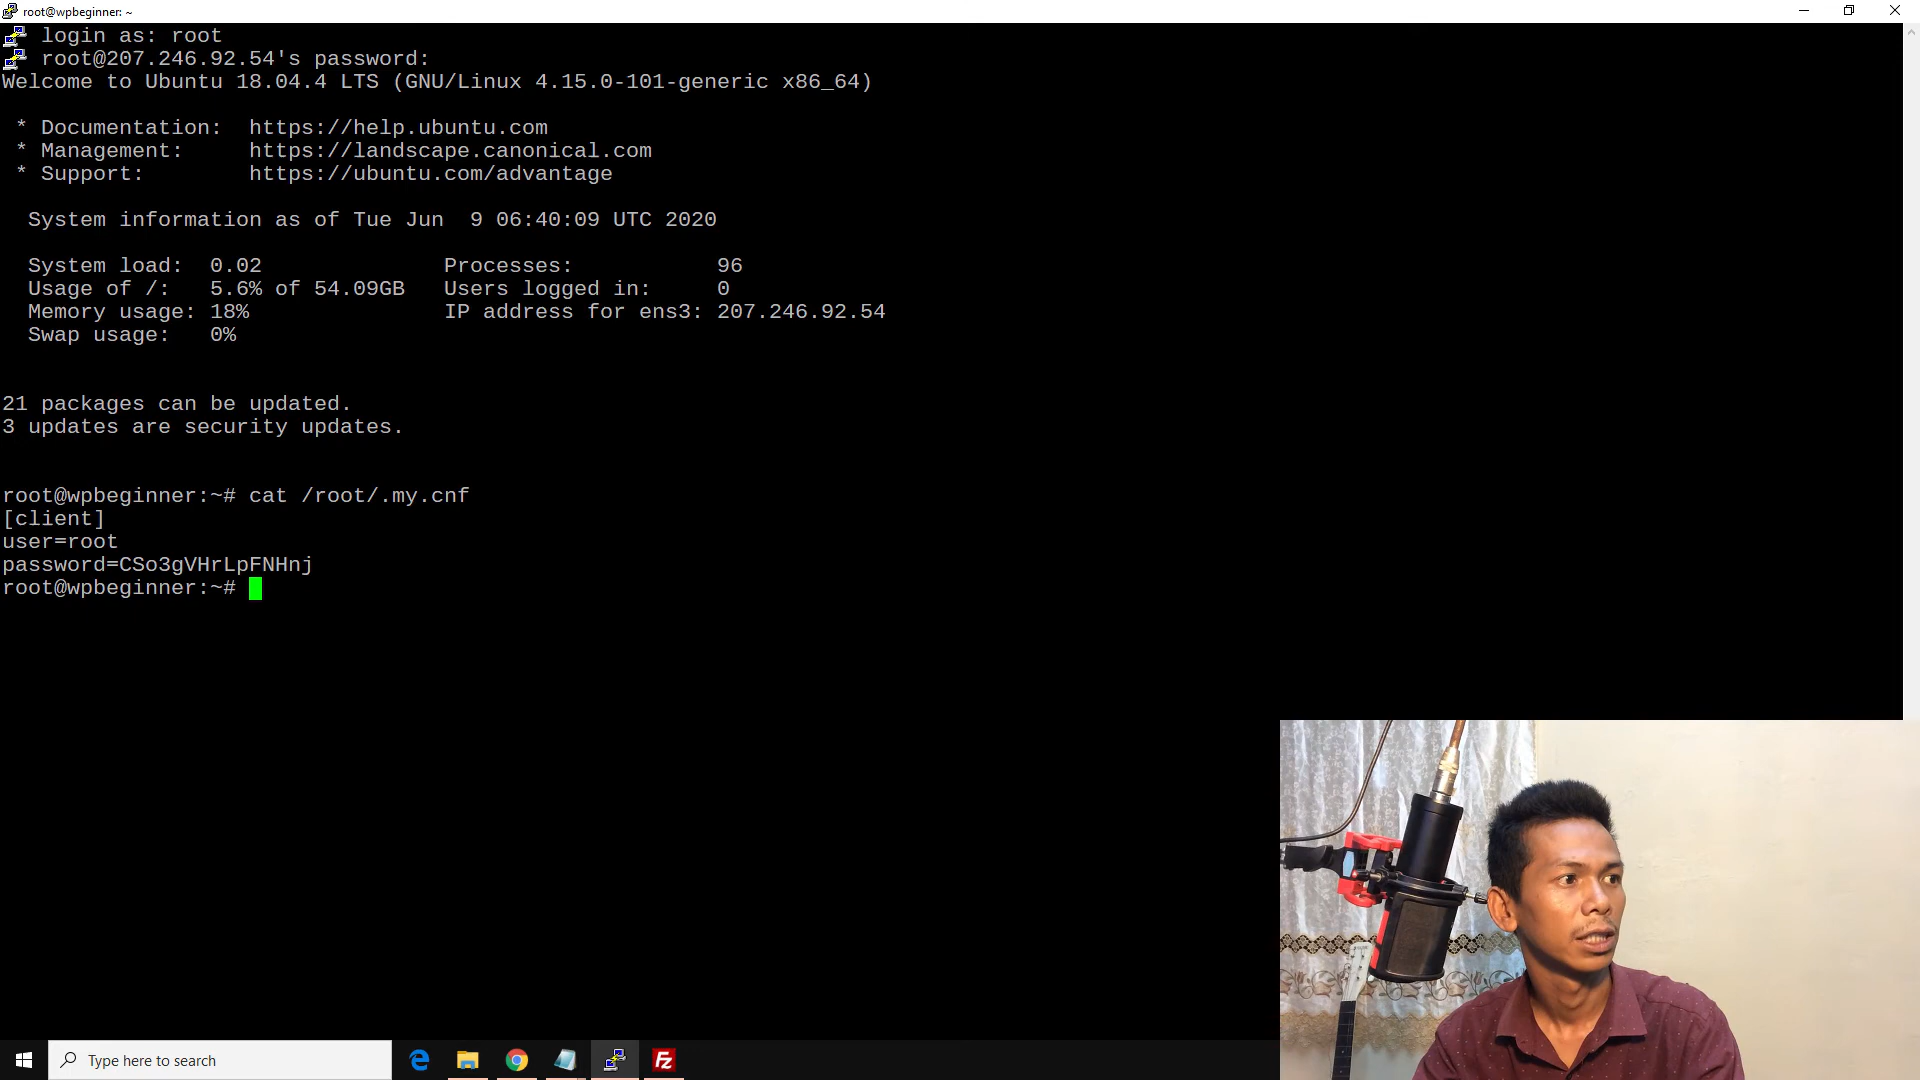 root@wpbeginner: ~
login as: root
root@207.246.92.54's password:
Welcome to Ubuntu 18.04.4 LTS (GNU/Linux 4.15.0-101-generic x86_64)
* Documentation:  https://help.ubuntu.com
* Management:     https://landscape.canonical.com
* Support:        https://ubuntu.com/advantage
System information as of Tue Jun  9 06:40:09 UTC 2020
System load:  0.02              Processes:           96
Usage of /:   5.6% of 54.09GB   Users logged in:     0
Memory usage: 18%               IP address for ens3: 207.246.92.54
Swap usage:   0%
21 packages can be updated.
3 updates are security updates.
root@wpbeginner:~# cat /root/.my.cnf
[client]
user=root
password=CSo3gVHrLpFNHnj
root@wpbeginner:~#
Type here to search